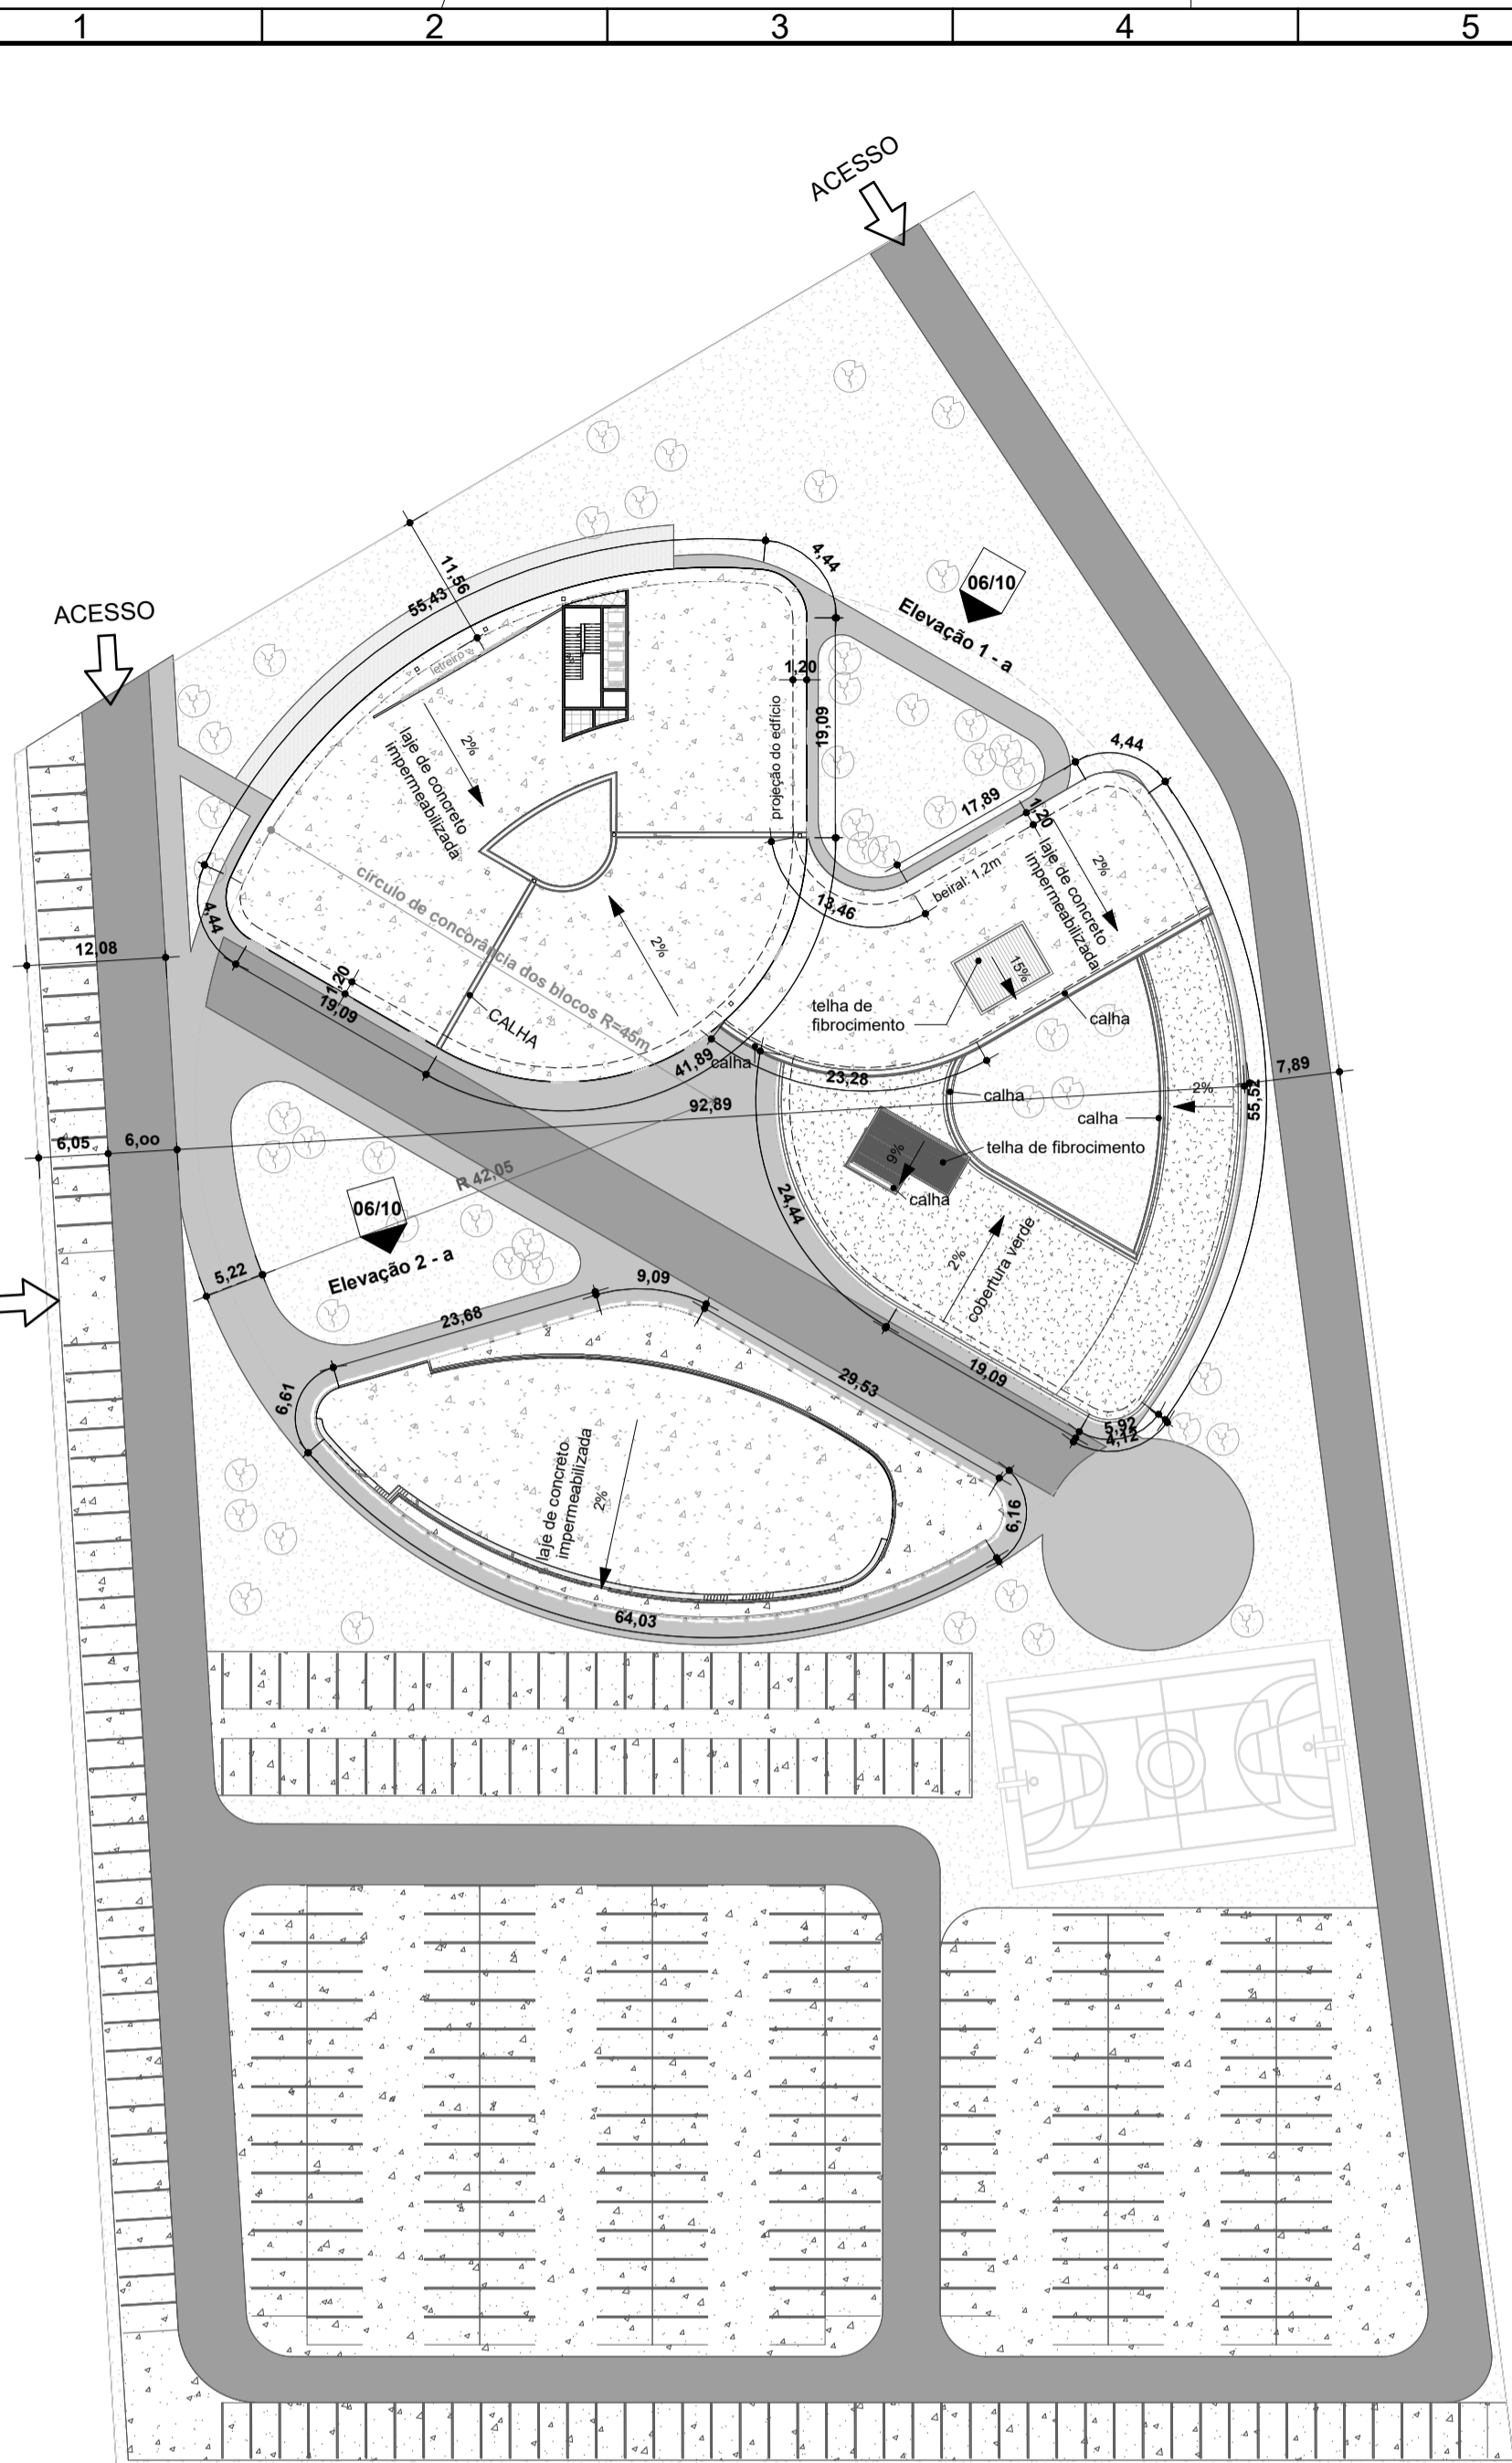 1
2
3
4
5
ACESSO
ACESSO
11,56
55,43
4,44
06/10
Elevação 1 - a
letreiro
1,20
projeção do edfício
19,09
4,44
17,89
1,20
2%
laje de concreto
impermeabilizada
2%
laje de concreto
impermeabilizada
beiral: 1,2m
13,46
círculo de concorância dos blocos R=45m
4,44
12,08
1,20
19,09
2%
CALHA
15%
telha de
fibrocimento
calha
41,89
calha
23,28
92,89
calha
2%
calha
55,52
7,89
6,05
6,oo
R 42,05
9%
telha de fibrocimento
calha
24,44
06/10
Elevação 2 - a
5,22
2%
cobertura verde
9,09
23,68
29,53
19,09
6,61
5,92
4,12
laje de concreto
impermeabilizada
2%
6,16
64,03